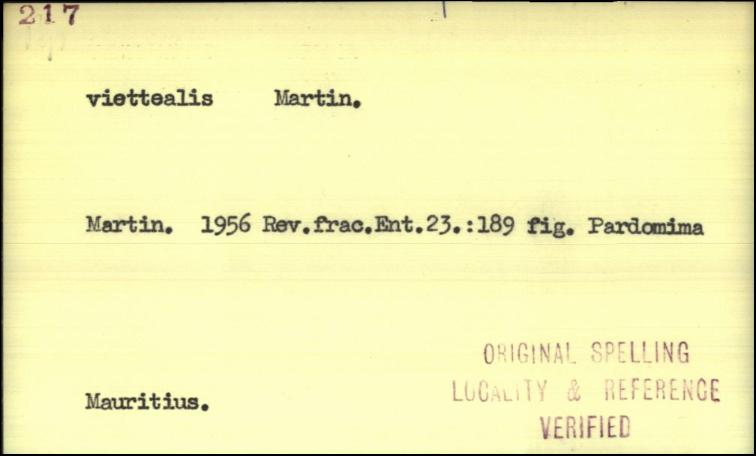 217
viettealis Martin.
Martin. 1956 Rev.frac.Ent.23.:189 fig. Pardomima
Mauritius.
ORIGINAL SPELLING
LOCALITY & REFERENCE
VERIFIED